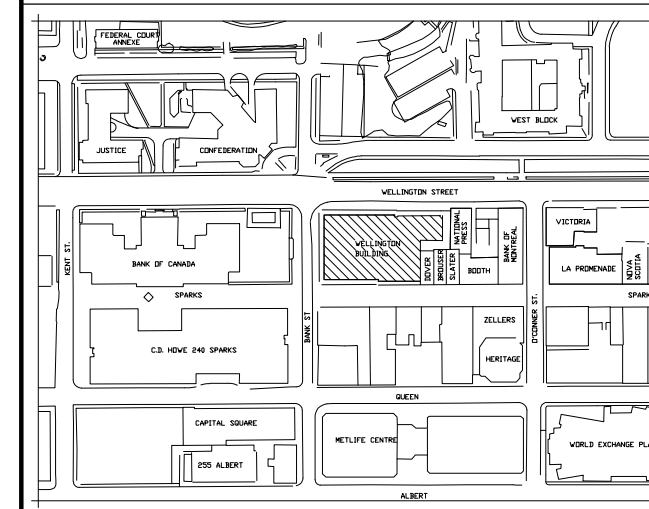 FEDERAL COURT
ANNEXE
WEST BLOCK
JUSTICE
CONFEDERATION
WELLINGTON STREET
KENT ST.
BANK OF CANADA
SPARKS
C.D. HOWE 240 SPARKS
BANK ST
WELLINGTON
BUILDING
DOVER
BROUSER
SLATER
NATIONAL
PRESS
BOOTH
BANK OF
MONTREAL
VICTORIA
LA PROMENADE
NOVA
SCOTIA
SPARK
O'CONNER ST.
ZELLERS
HERITAGE
QUEEN
CAPITAL SQUARE
255 ALBERT
METLIFE CENTRE
WORLD EXCHANGE PLA
ALBERT